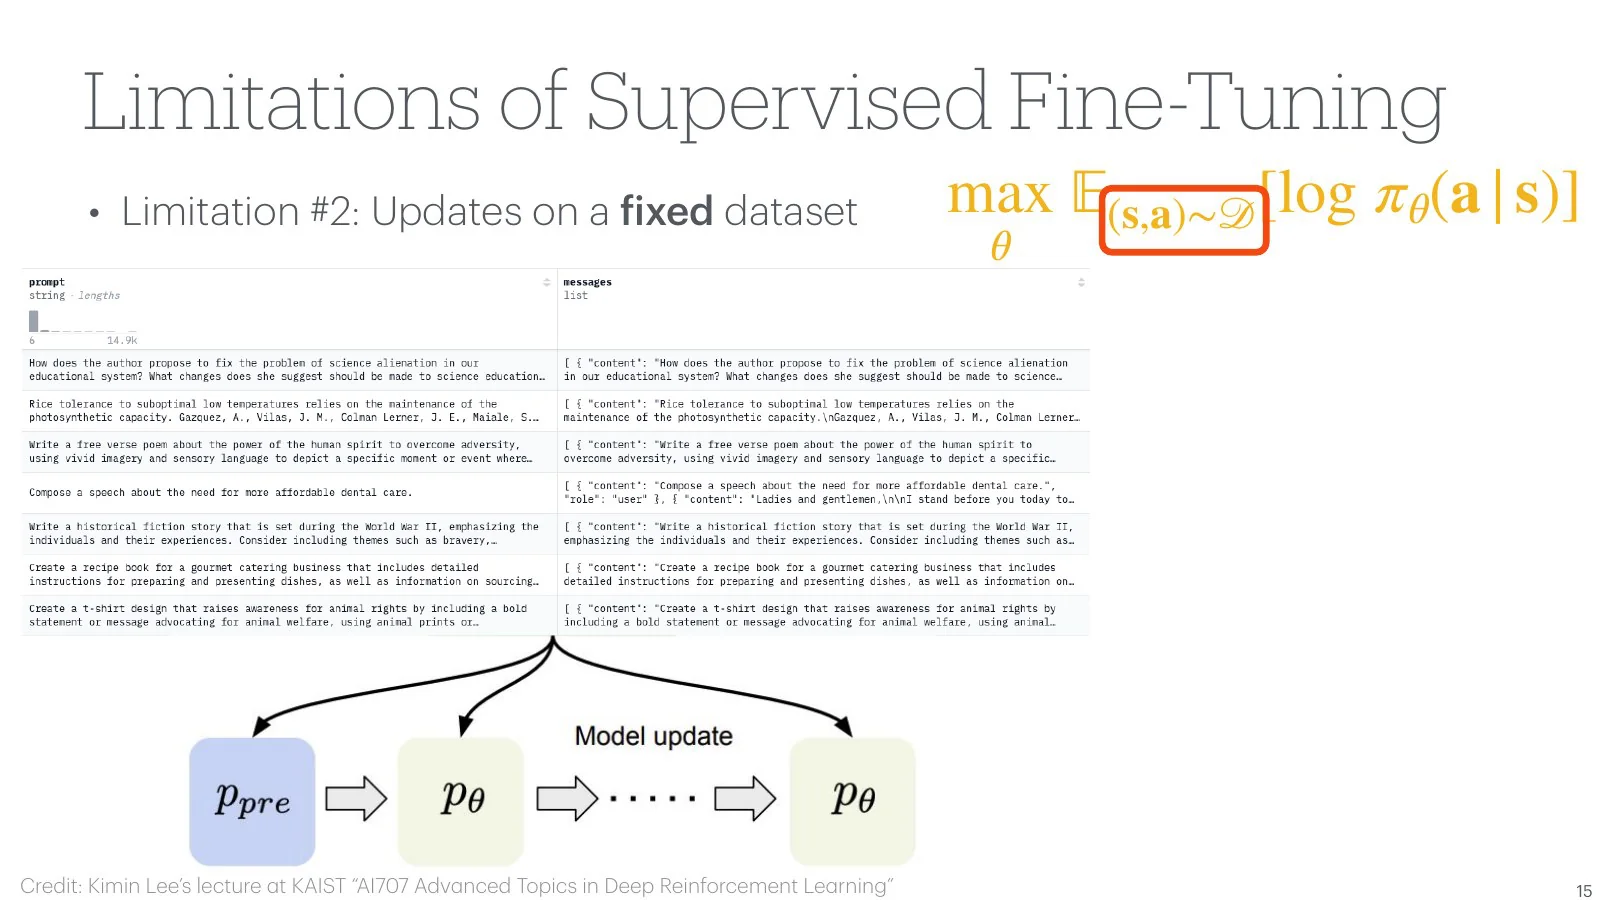 Limitations of Supervised Fine-Tuning
• Limitation #2: Updates on a fixed dataset
max 𝔼(s,a)~𝒟[log πθ(a|s)]
θ
prompt
string · lengths
6 14.9k
messages
list
How does the author propose to fix the problem of science alienation in our
educational system? What changes does she suggest should be made to science education…
[ { "content": "How does the author propose to fix the problem of science alienation
in our educational system? What changes does she suggest should be made to science…
Rice tolerance to suboptimal low temperatures relies on the maintenance of the
photosynthetic capacity. Gazquez, A., Vilas, J. M., Colman Lerner, J. E., Maiale, S.…
[ { "content": "Rice tolerance to suboptimal low temperatures relies on the
maintenance of the photosynthetic capacity.\nGazquez, A., Vilas, J. M., Colman Lerner…
Write a free verse poem about the power of the human spirit to overcome adversity,
using vivid imagery and sensory language to depict a specific moment or event where…
[ { "content": "Write a free verse poem about the power of the human spirit to
overcome adversity, using vivid imagery and sensory language to depict a specific…
Compose a speech about the need for more affordable dental care.
[ { "content": "Compose a speech about the need for more affordable dental care.",
"role": "user" }, { "content": "Ladies and gentlemen,\n\nI stand before you today to…
Write a historical fiction story that is set during the World War II, emphasizing the
individuals and their experiences. Consider including themes such as bravery,…
[ { "content": "Write a historical fiction story that is set during the World War II,
emphasizing the individuals and their experiences. Consider including themes such as…
Create a recipe book for a gourmet catering business that includes detailed
instructions for preparing and presenting dishes, as well as information on sourcing…
[ { "content": "Create a recipe book for a gourmet catering business that includes
detailed instructions for preparing and presenting dishes, as well as information on…
Create a t-shirt design that raises awareness for animal rights by including a bold
statement or message advocating for animal welfare, using animal prints or…
[ { "content": "Create a t-shirt design that raises awareness for animal rights by
including a bold statement or message advocating for animal welfare, using animal…
Model update
p_pre
pθ
.....
pθ
Credit: Kimin Lee's lecture at KAIST "AI707 Advanced Topics in Deep Reinforcement Learning"
15